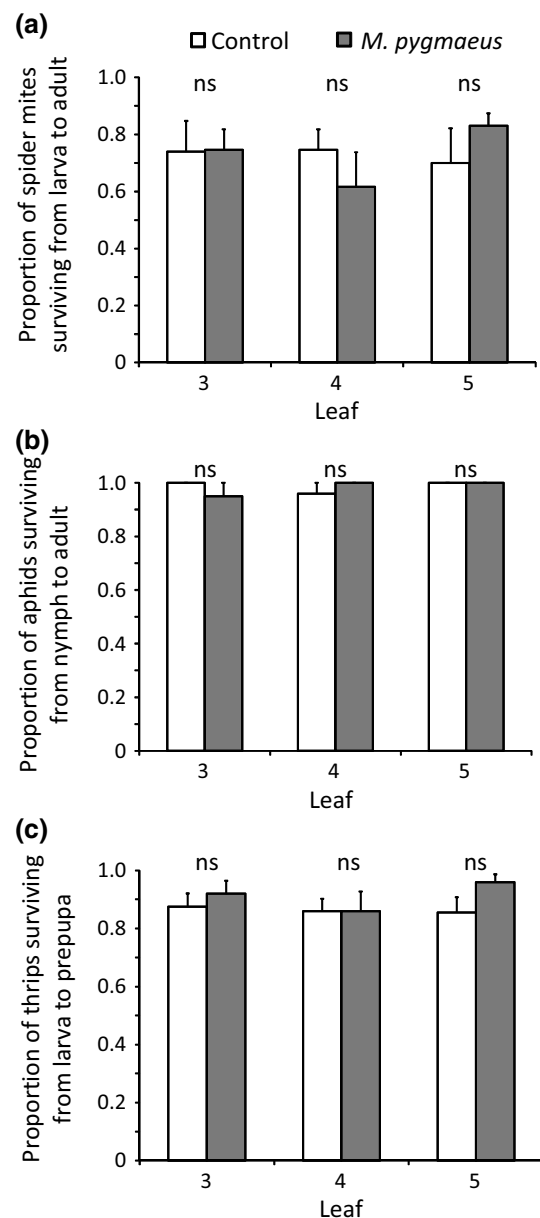 (a)
Control M. pygmaeus
ns ns ns
1.0
0.8
0.6
0.4
0.2
0
Proportion of spider mites
surviving from larva to adult
3 4 5
Leaf
(b)
ns ns ns
1.0
0.8
0.6
0.4
0.2
0
Proportion of aphids surviving
from nymph to adult
3 4 5
Leaf
(c)
ns ns ns
1.0
0.8
0.6
0.4
0.2
0
Proportion of thrips surviving
from larva to prepupa
3 4 5
Leaf